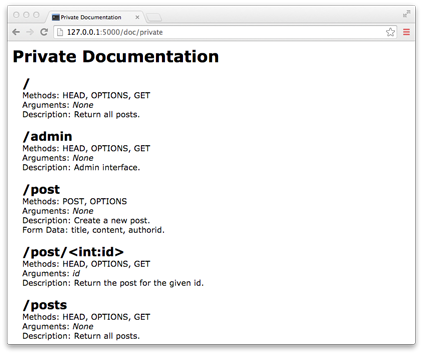 Private Documentation
127.0.0.1:5000/doc/private
Private Documentation
/
Methods: HEAD, OPTIONS, GET
Arguments: None
Description: Return all posts.
/admin
Methods: HEAD, OPTIONS, GET
Arguments: None
Description: Admin interface.
/post
Methods: POST, OPTIONS
Arguments: None
Description: Create a new post.
Form Data: title, content, authorid.
/post/<int:id>
Methods: HEAD, OPTIONS, GET
Arguments: id
Description: Return the post for the given id.
/posts
Methods: HEAD, OPTIONS, GET
Arguments: None
Description: Return all posts.